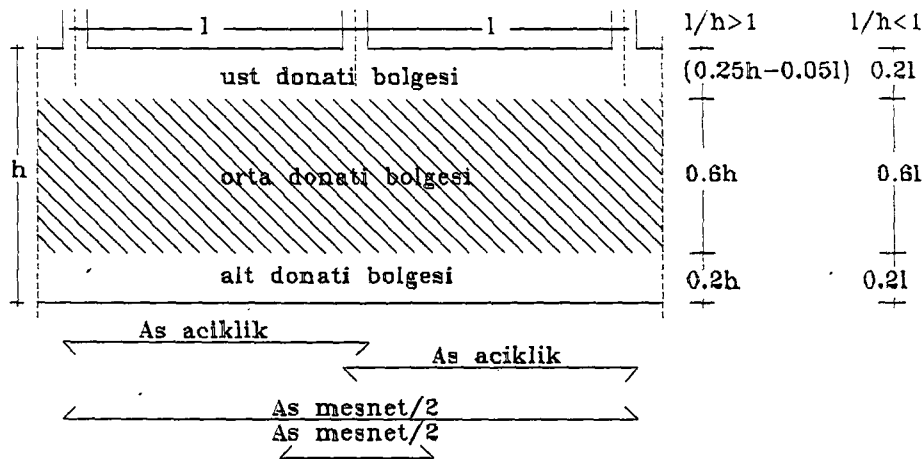 l l l/h>1 l/h<1
ust donati bolgesi (0.25h-0.05l) 0.2l
h orta donati bolgesi 0.6h 0.6l
alt donati bolgesi 0.2h 0.2l
As aciklik
As aciklik
As mesnet/2
As mesnet/2